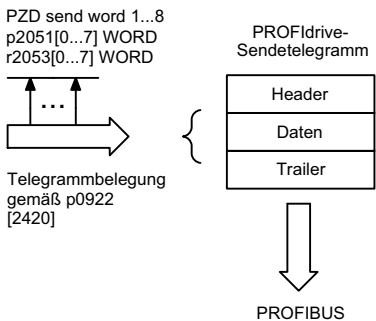 PZD send word 1...8
p2051[0...7] WORD
r2053[0...7] WORD
...
Telegrammbelegung
gemäß p0922
[2420]
PROFIdrive-
Sendetelegramm
Header
Daten
Trailer
PROFIBUS